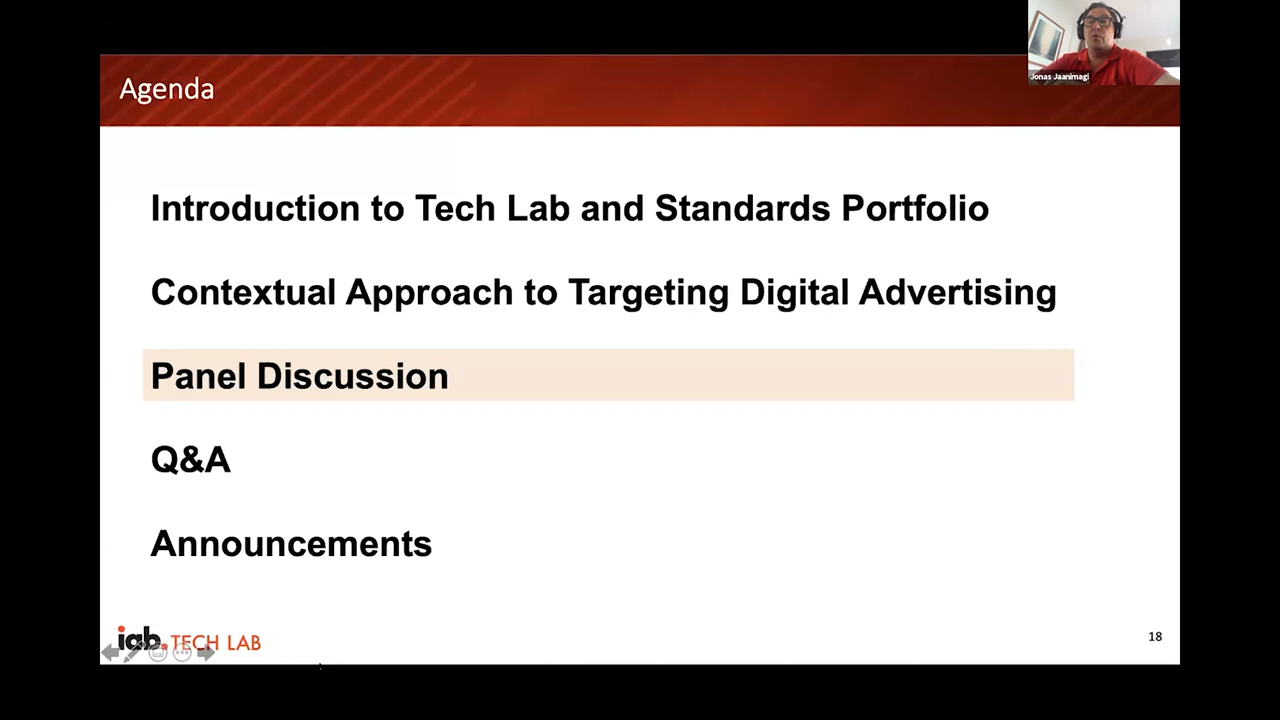 Agenda
Jonas Jaanimagi
Introduction to Tech Lab and Standards Portfolio
Contextual Approach to Targeting Digital Advertising
Panel Discussion
Q&A
Announcements
iab. TECH LAB
18